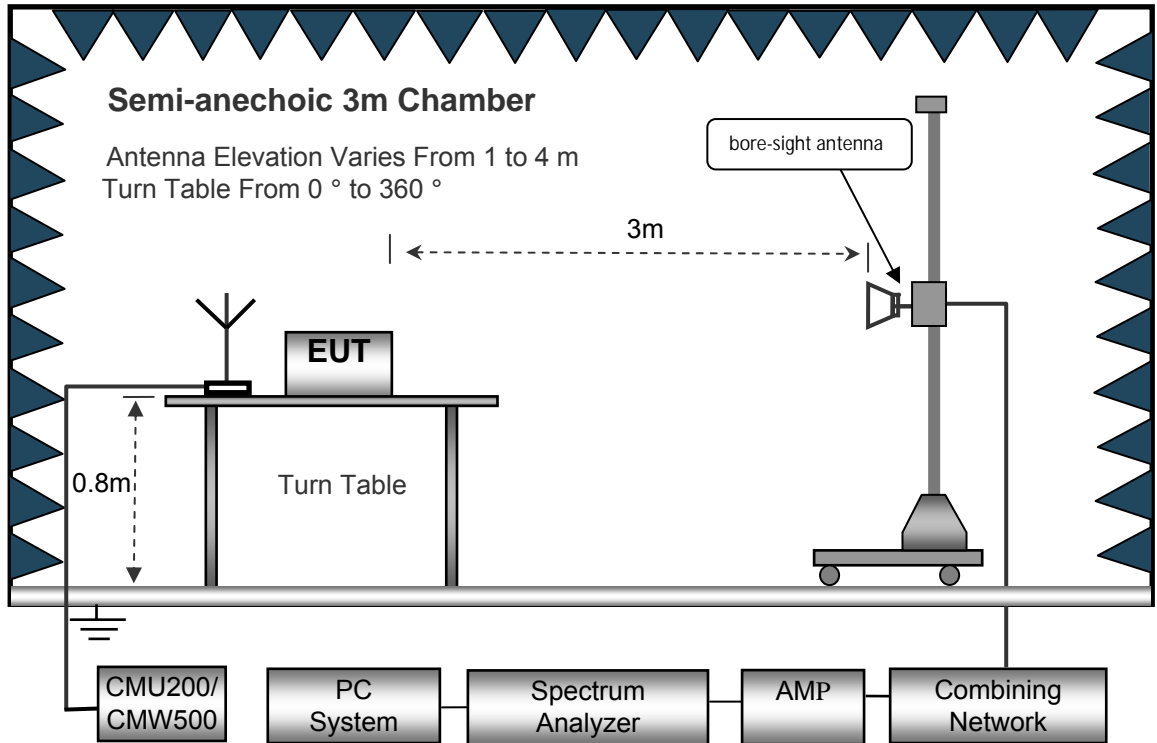 Semi-anechoic 3m Chamber
Antenna Elevation Varies From 1 to 4 m
Turn Table From 0 ° to 360 °
bore-sight antenna
3m
EUT
0.8m
Turn Table
CMU200/
CMW500
PC
System
Spectrum
Analyzer
AMP
Combining
Network